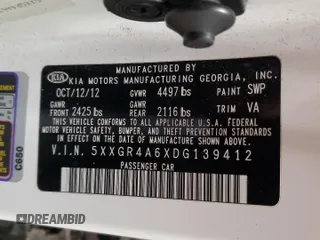 MANUFACTURED BY
KIA KIA MOTORS MANUFACTURING GEORGIA, INC.
OCT/12/12 GVWR 4497 lbs PAINT SWP
GAWR FRONT 2425 lbs GAWR REAR 2116 lbs TRIM VA
THIS VEHICLE CONFORMS TO ALL APPLICABLE U.S.A. FEDERAL
MOTOR VEHICLE SAFETY, BUMPER, AND THEFT PREVENTION
STANDARDS IN EFFECT ON THE DATE OF MANUFACTURE SHOWN ABOVE.
V.I.N. 5XXGR4A6XDG139412
PASSENGER CAR
C650
DREAMBID